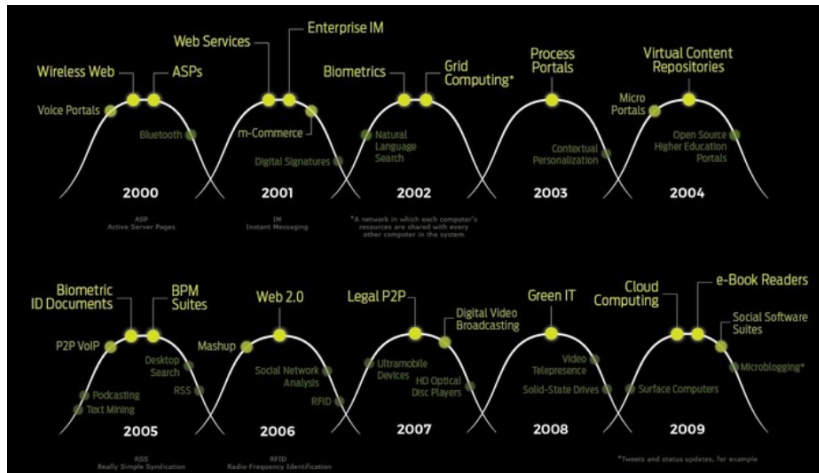 Wireless Web
ASPs
Voice Portals
Bluetooth
2000
ASP
Active Server Pages
Web Services
Enterprise IM
m-Commerce
Digital Signatures
2001
IM
Instant Messaging
Biometrics
Grid
Computing*
Natural
Language
Search
2002
*A network in which each computer's
resources are shared with every
other computer in the system
Process
Portals
Contextual
Personalization
2003
Virtual Content
Repositories
Micro
Portals
Open Source
Higher Education
Portals
2004
Biometric
ID Documents
BPM
Suites
P2P VoIP
Desktop
Search
Podcasting
RSS
Text Mining
2005
RSS
Really Simple Syndication
Web 2.0
Mashup
Social Network
Analysis
RFID
2006
RFID
Radio-Frequency Identification
Legal P2P
Digital Video
Broadcasting
Ultramobile
Devices
HD Optical
Disc Players
2007
Green IT
Video
Telepresence
Solid-State Drives
2008
Cloud
Computing
e-Book Readers
Social Software
Suites
Microblogging*
Surface Computers
2009
*Tweets and status updates, for example